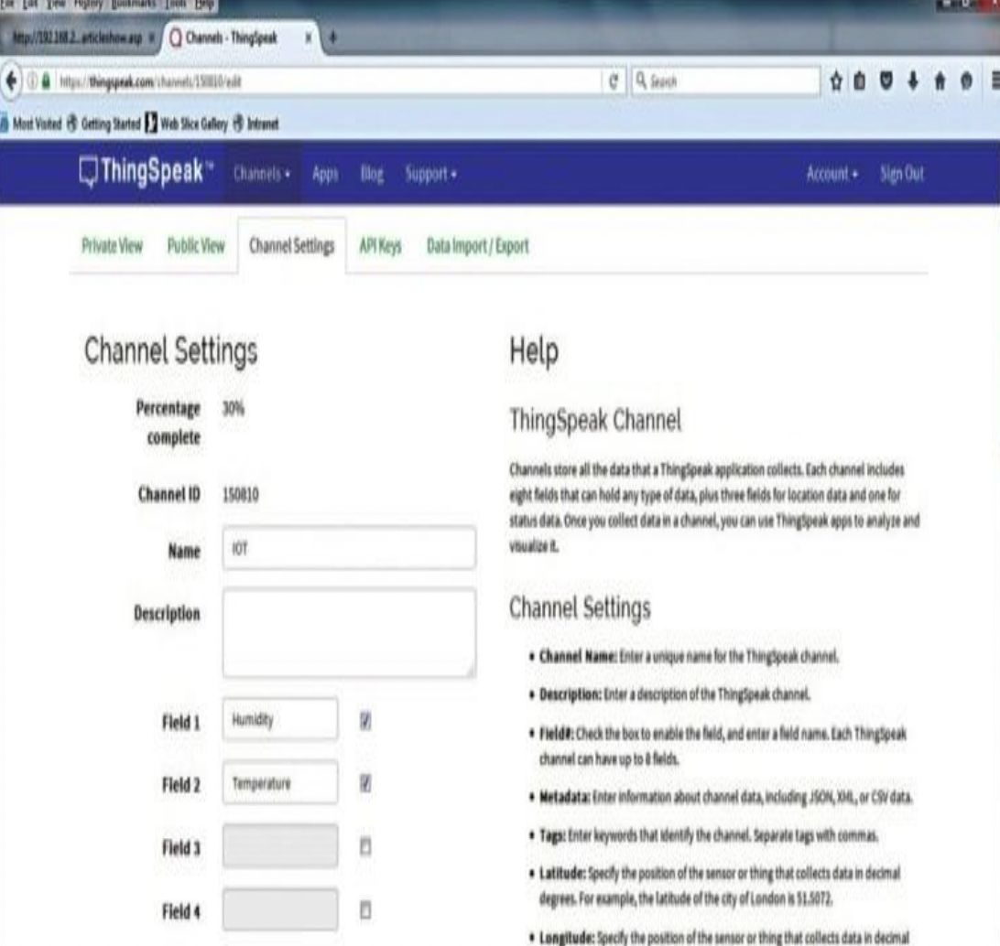 File Edit View History Bookmarks Tools Help
http://192.168.2...articleshow.asp
Channels - ThingSpeak
https://thingspeak.com/channels/150810/edit
Search
Most Visited Getting Started Web Slice Gallery Intranet
ThingSpeak™ Channels Apps Blog Support Account Sign Out
Private View Public View Channel Settings API Keys Data Import / Export
Channel Settings
Percentage complete 30%
Channel ID 150810
Name IOT
Description
Field 1 Humidity
Field 2 Temperature
Field 3
Field 4
Help
ThingSpeak Channel
Channels store all the data that a ThingSpeak application collects. Each channel includes
eight fields that can hold any type of data, plus three fields for location data and one for
status data. Once you collect data in a channel, you can use ThingSpeak apps to analyze and
visualize it.
Channel Settings
• Channel Name: Enter a unique name for the ThingSpeak channel.
• Description: Enter a description of the ThingSpeak channel.
• Field#: Check the box to enable the field, and enter a field name. Each ThingSpeak
channel can have up to 8 fields.
• Metadata: Enter information about channel data, including JSON, XML, or CSV data.
• Tags: Enter keywords that identify the channel. Separate tags with commas.
• Latitude: Specify the position of the sensor or thing that collects data in decimal
degrees. For example, the latitude of the city of London is 51.5072.
• Longitude: Specify the position of the sensor or thing that collects data in decimal